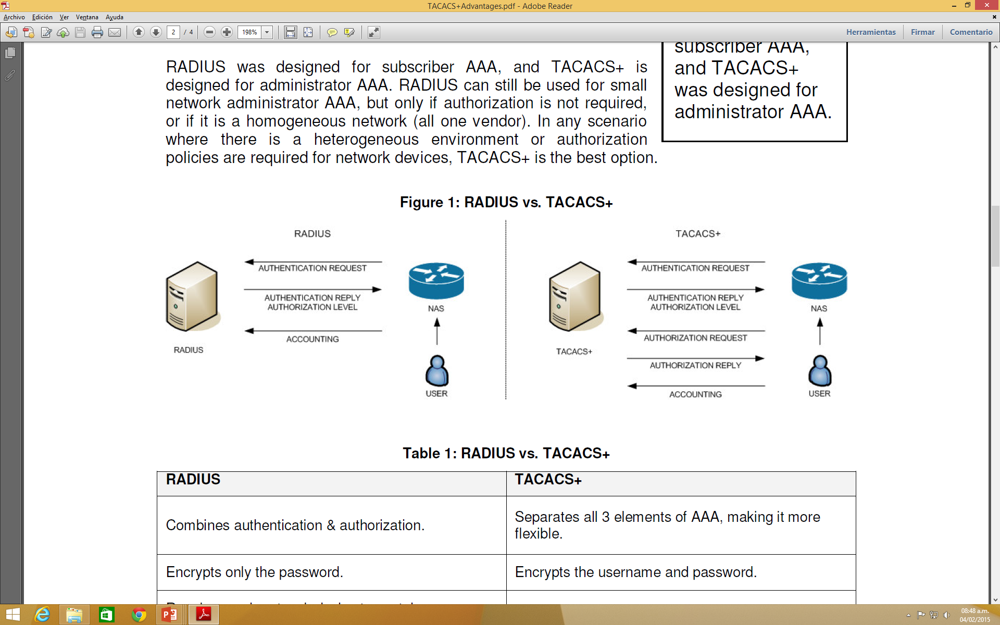 TACACS+Advantages.pdf - Adobe Reader
Archivo Edición Ver Ventana Ayuda
2 / 4 198% Herramientas Firmar Comentario
RADIUS was designed for subscriber AAA, and TACACS+ is
designed for administrator AAA. RADIUS can still be used for small
network administrator AAA, but only if authorization is not required,
or if it is a homogeneous network (all one vendor). In any scenario
where there is a heterogeneous environment or authorization
policies are required for network devices, TACACS+ is the best option.
subscriber AAA,
and TACACS+
was designed for
administrator AAA.
Figure 1: RADIUS vs. TACACS+
RADIUS
AUTHENTICATION REQUEST
AUTHENTICATION REPLY
AUTHORIZATION LEVEL
ACCOUNTING
RADIUS
NAS
USER
TACACS+
AUTHENTICATION REQUEST
AUTHENTICATION REPLY
AUTHORIZATION LEVEL
AUTHORIZATION REQUEST
AUTHORIZATION REPLY
ACCOUNTING
TACACS+
NAS
USER
Table 1: RADIUS vs. TACACS+
RADIUS
TACACS+
Combines authentication & authorization.
Separates all 3 elements of AAA, making it more
flexible.
Encrypts only the password.
Encrypts the username and password.
08:48 a.m.
04/02/2015